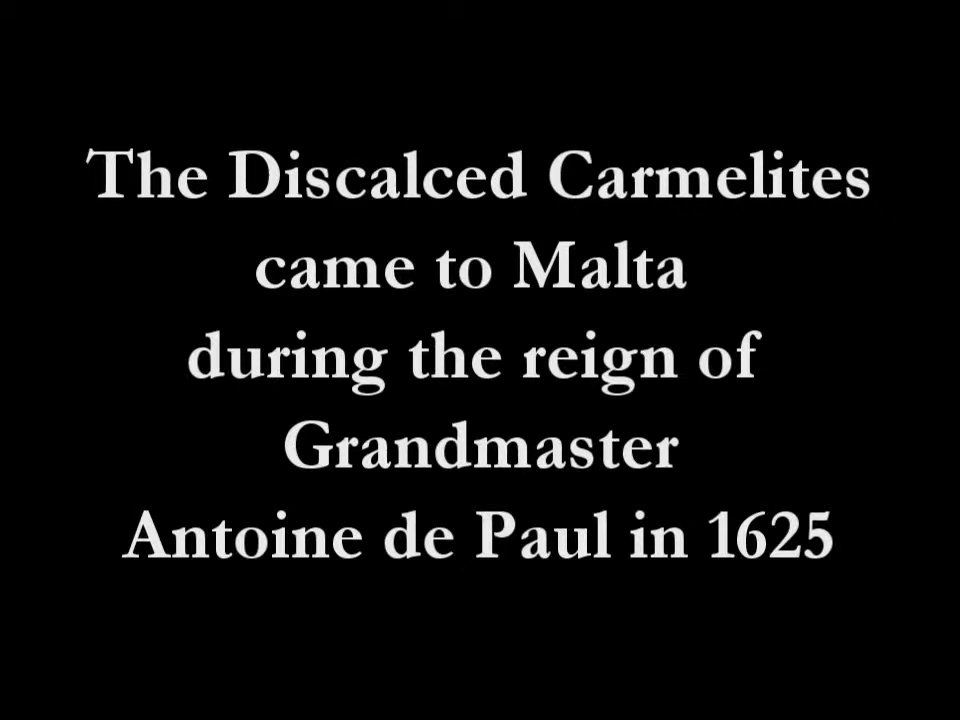 The Discalced Carmelites
came to Malta
during the reign of
Grandmaster
Antoine de Paul in 1625